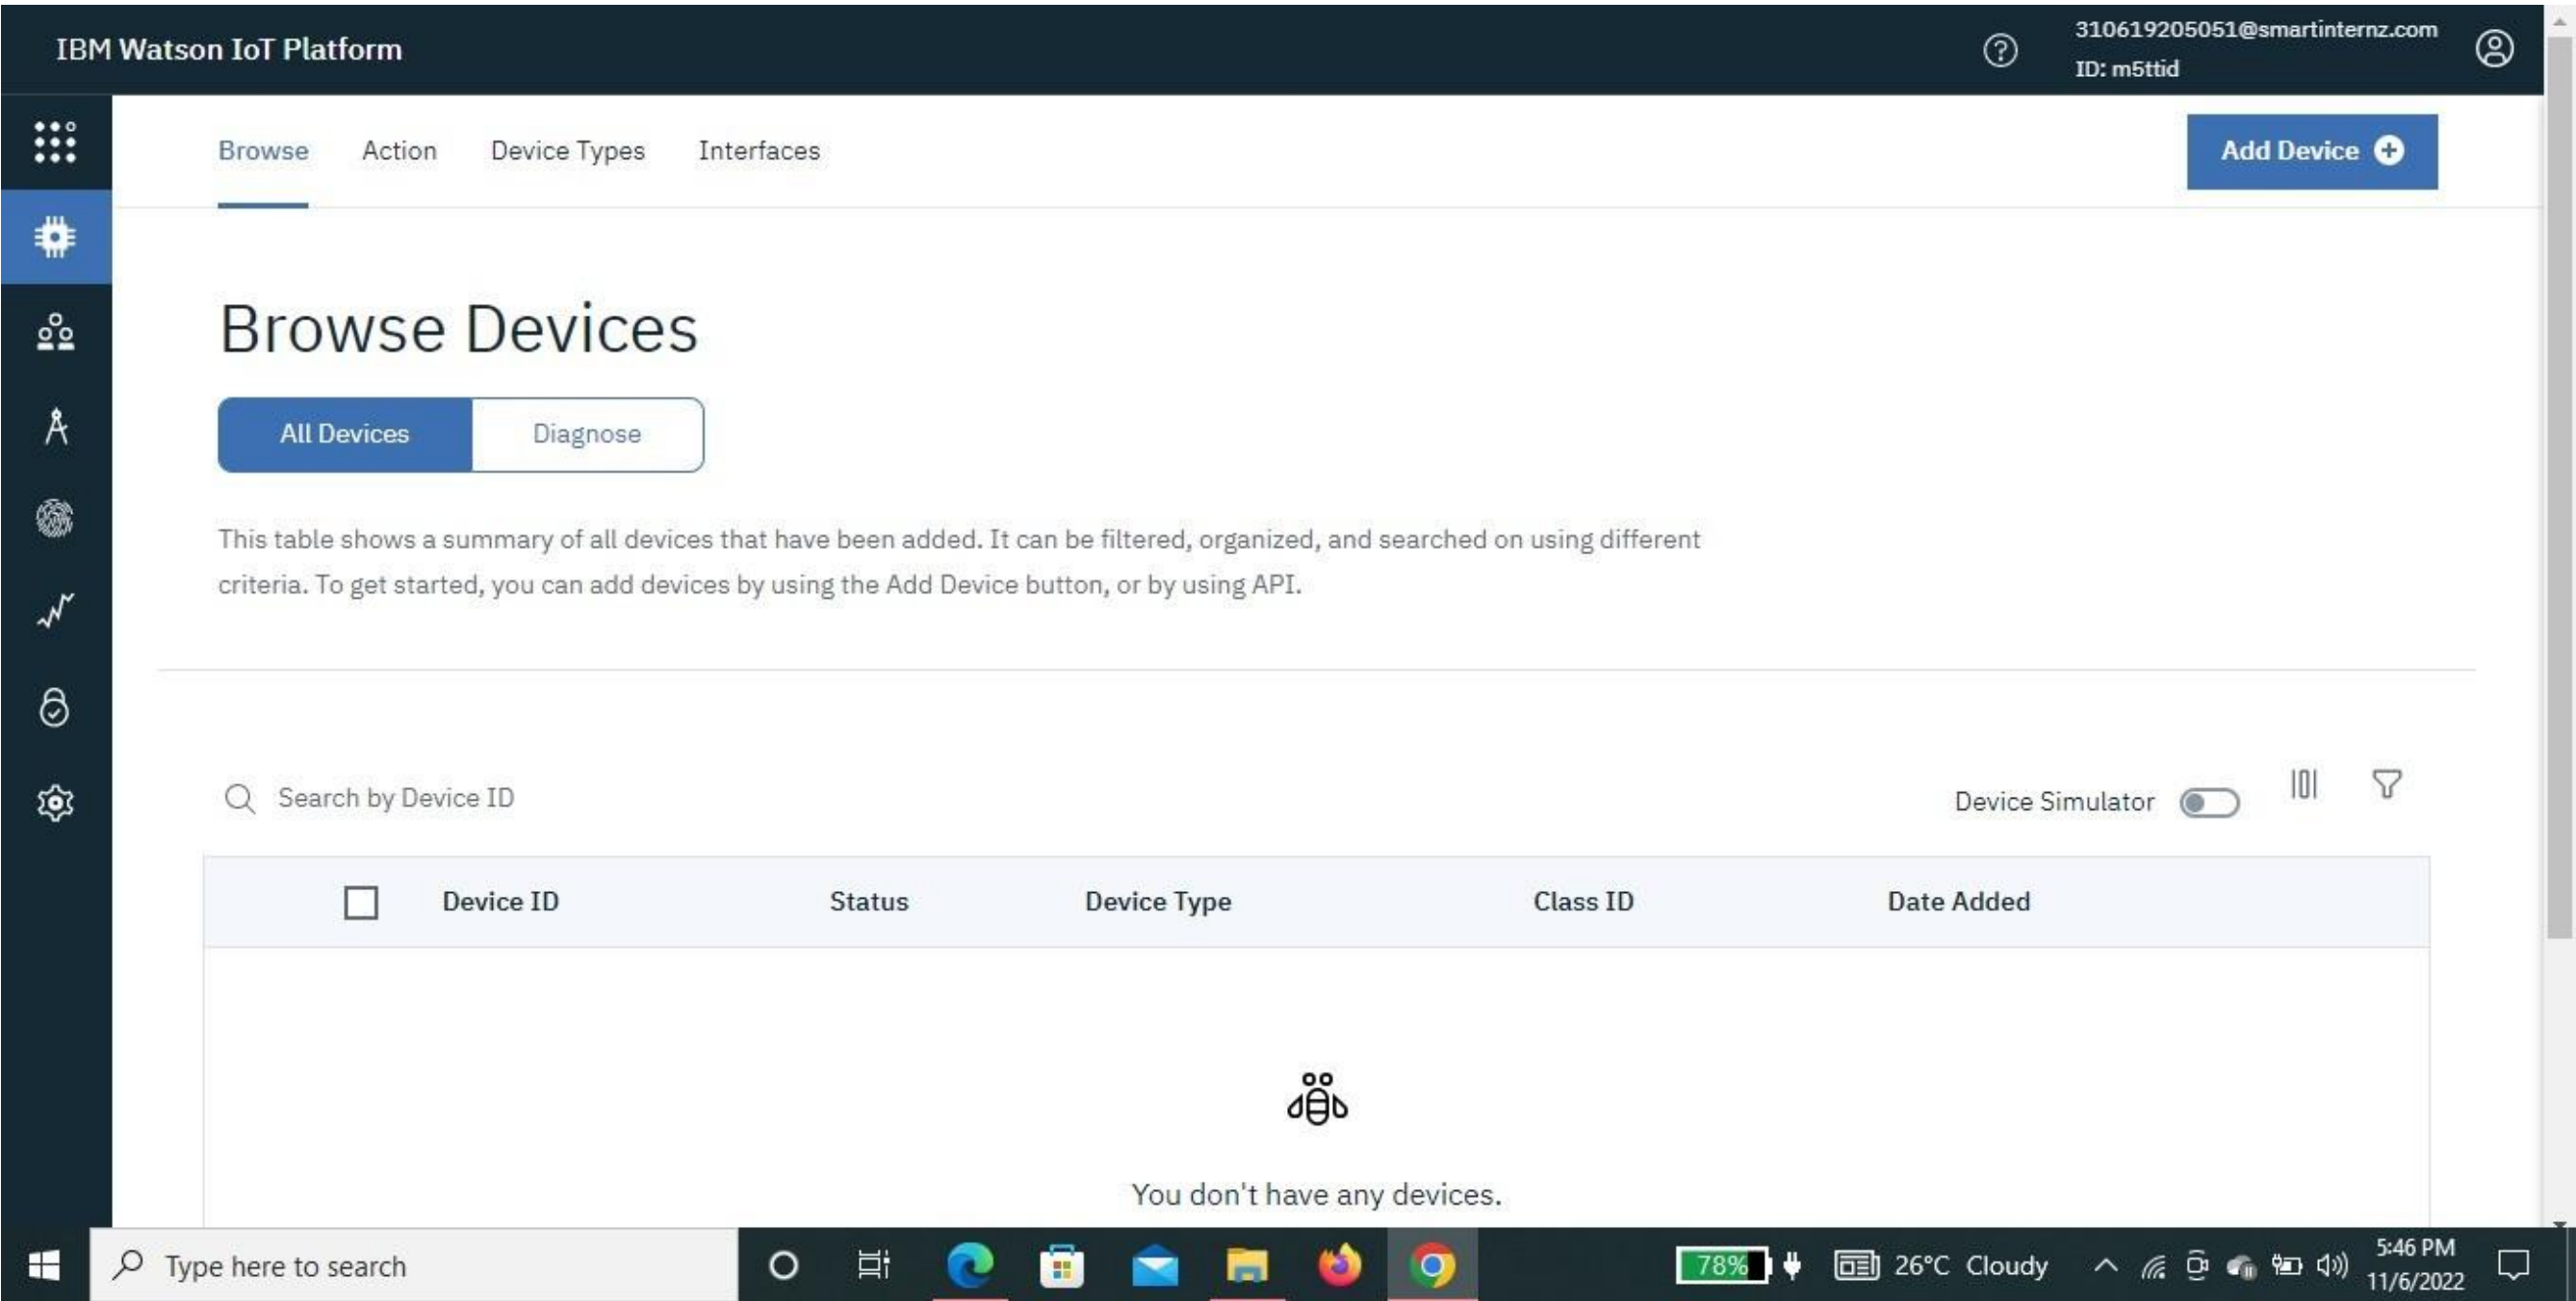 IBM Watson IoT Platform
310619205051@smartinternz.com
ID: m5ttid
Browse Action Device Types Interfaces
Add Device
Browse Devices
All Devices Diagnose
This table shows a summary of all devices that have been added. It can be filtered, organized, and searched on using different
criteria. To get started, you can add devices by using the Add Device button, or by using API.
Search by Device ID
Device Simulator
Device ID Status Device Type Class ID Date Added
You don't have any devices.
Type here to search
78%
26°C Cloudy
5:46 PM
11/6/2022